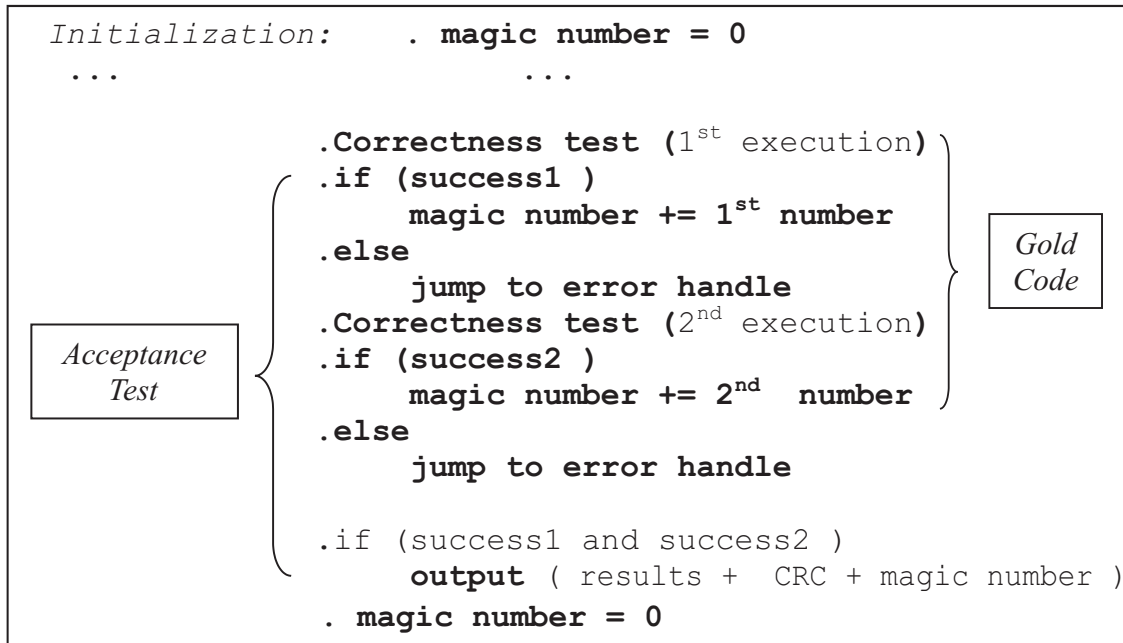 Initialization: . magic number = 0
... ...
.Correctness test (1st execution)
.if (success1 )
magic number += 1st number
.else
jump to error handle
.Correctness test (2nd execution)
.if (success2 )
magic number += 2nd number
.else
jump to error handle
.if (success1 and success2 )
output ( results + CRC + magic number )
. magic number = 0
Acceptance
Test
Gold
Code